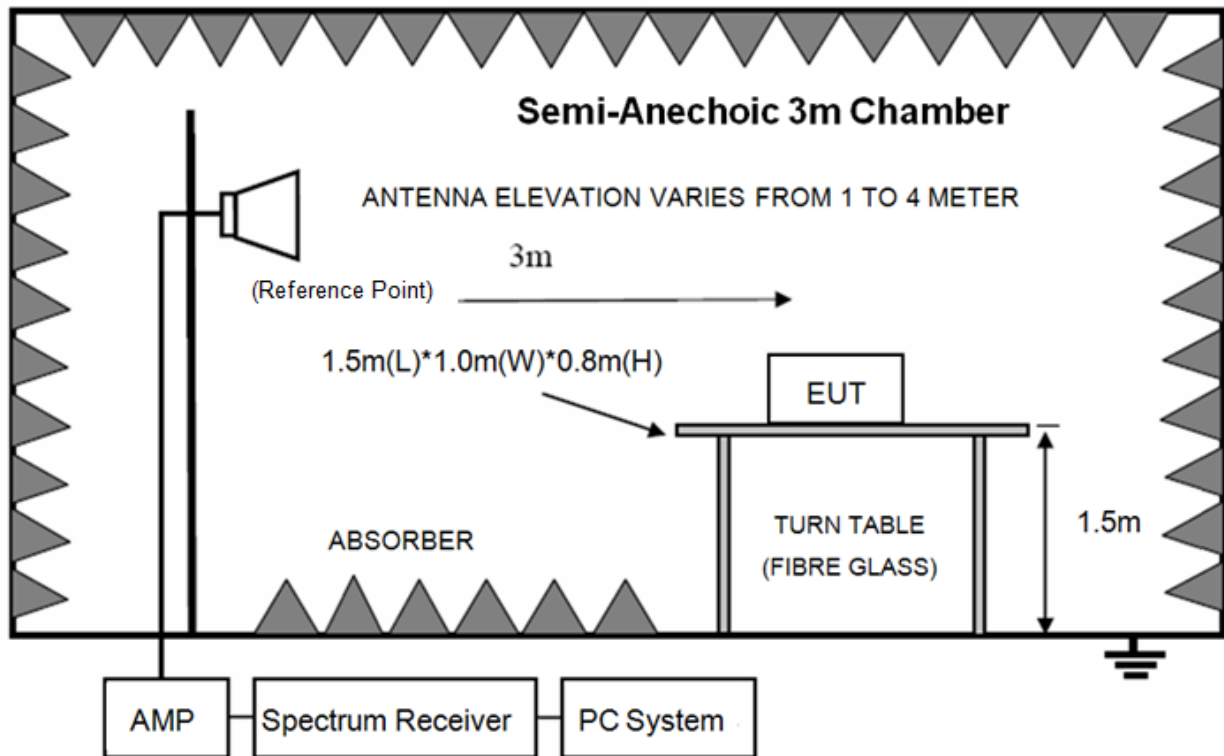 Semi-Anechoic 3m Chamber
ANTENNA ELEVATION VARIES FROM 1 TO 4 METER
3m
(Reference Point)
1.5m(L)*1.0m(W)*0.8m(H)
EUT
TURN TABLE
(FIBRE GLASS)
1.5m
ABSORBER
AMP
Spectrum Receiver
PC System